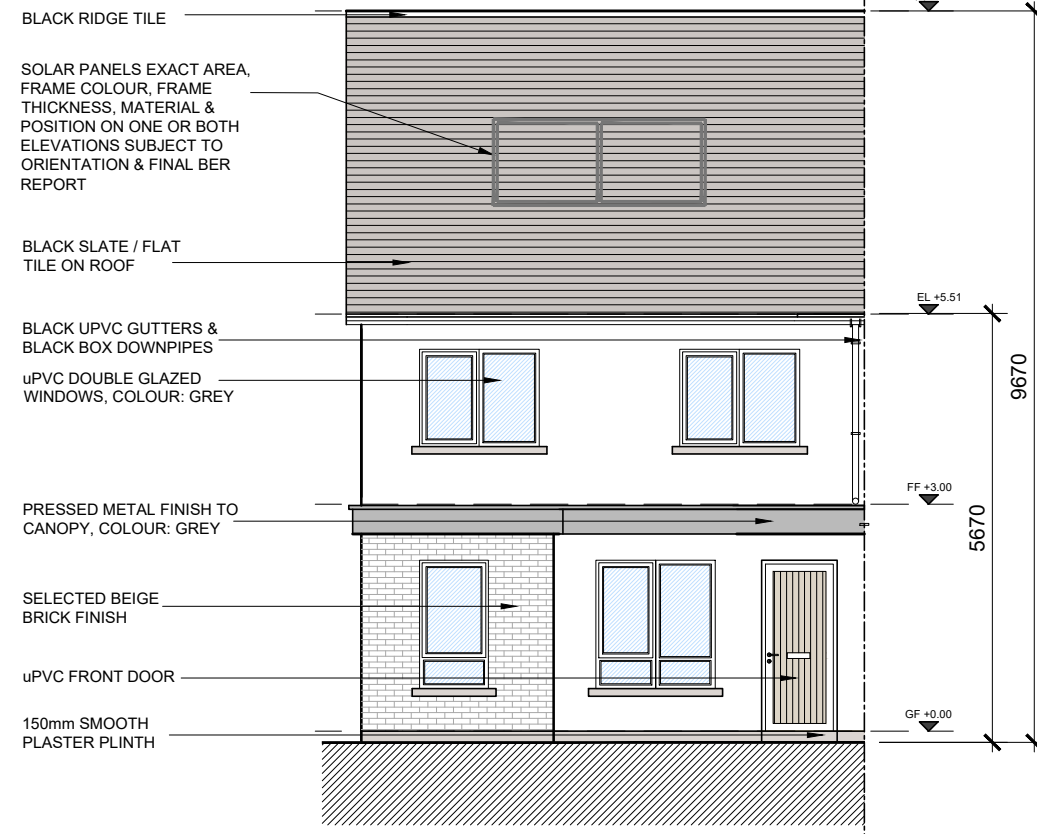 BLACK RIDGE TILE
SOLAR PANELS EXACT AREA,
FRAME COLOUR, FRAME
THICKNESS, MATERIAL &
POSITION ON ONE OR BOTH
ELEVATIONS SUBJECT TO
ORIENTATION & FINAL BER
REPORT
BLACK SLATE / FLAT
TILE ON ROOF
EL +5.51
BLACK UPVC GUTTERS &
BLACK BOX DOWNPIPES
uPVC DOUBLE GLAZED
WINDOWS, COLOUR: GREY
9670
FF +3.00
PRESSED METAL FINISH TO
CANOPY, COLOUR: GREY
5670
SELECTED BEIGE
BRICK FINISH
uPVC FRONT DOOR
GF +0.00
150mm SMOOTH
PLASTER PLINTH